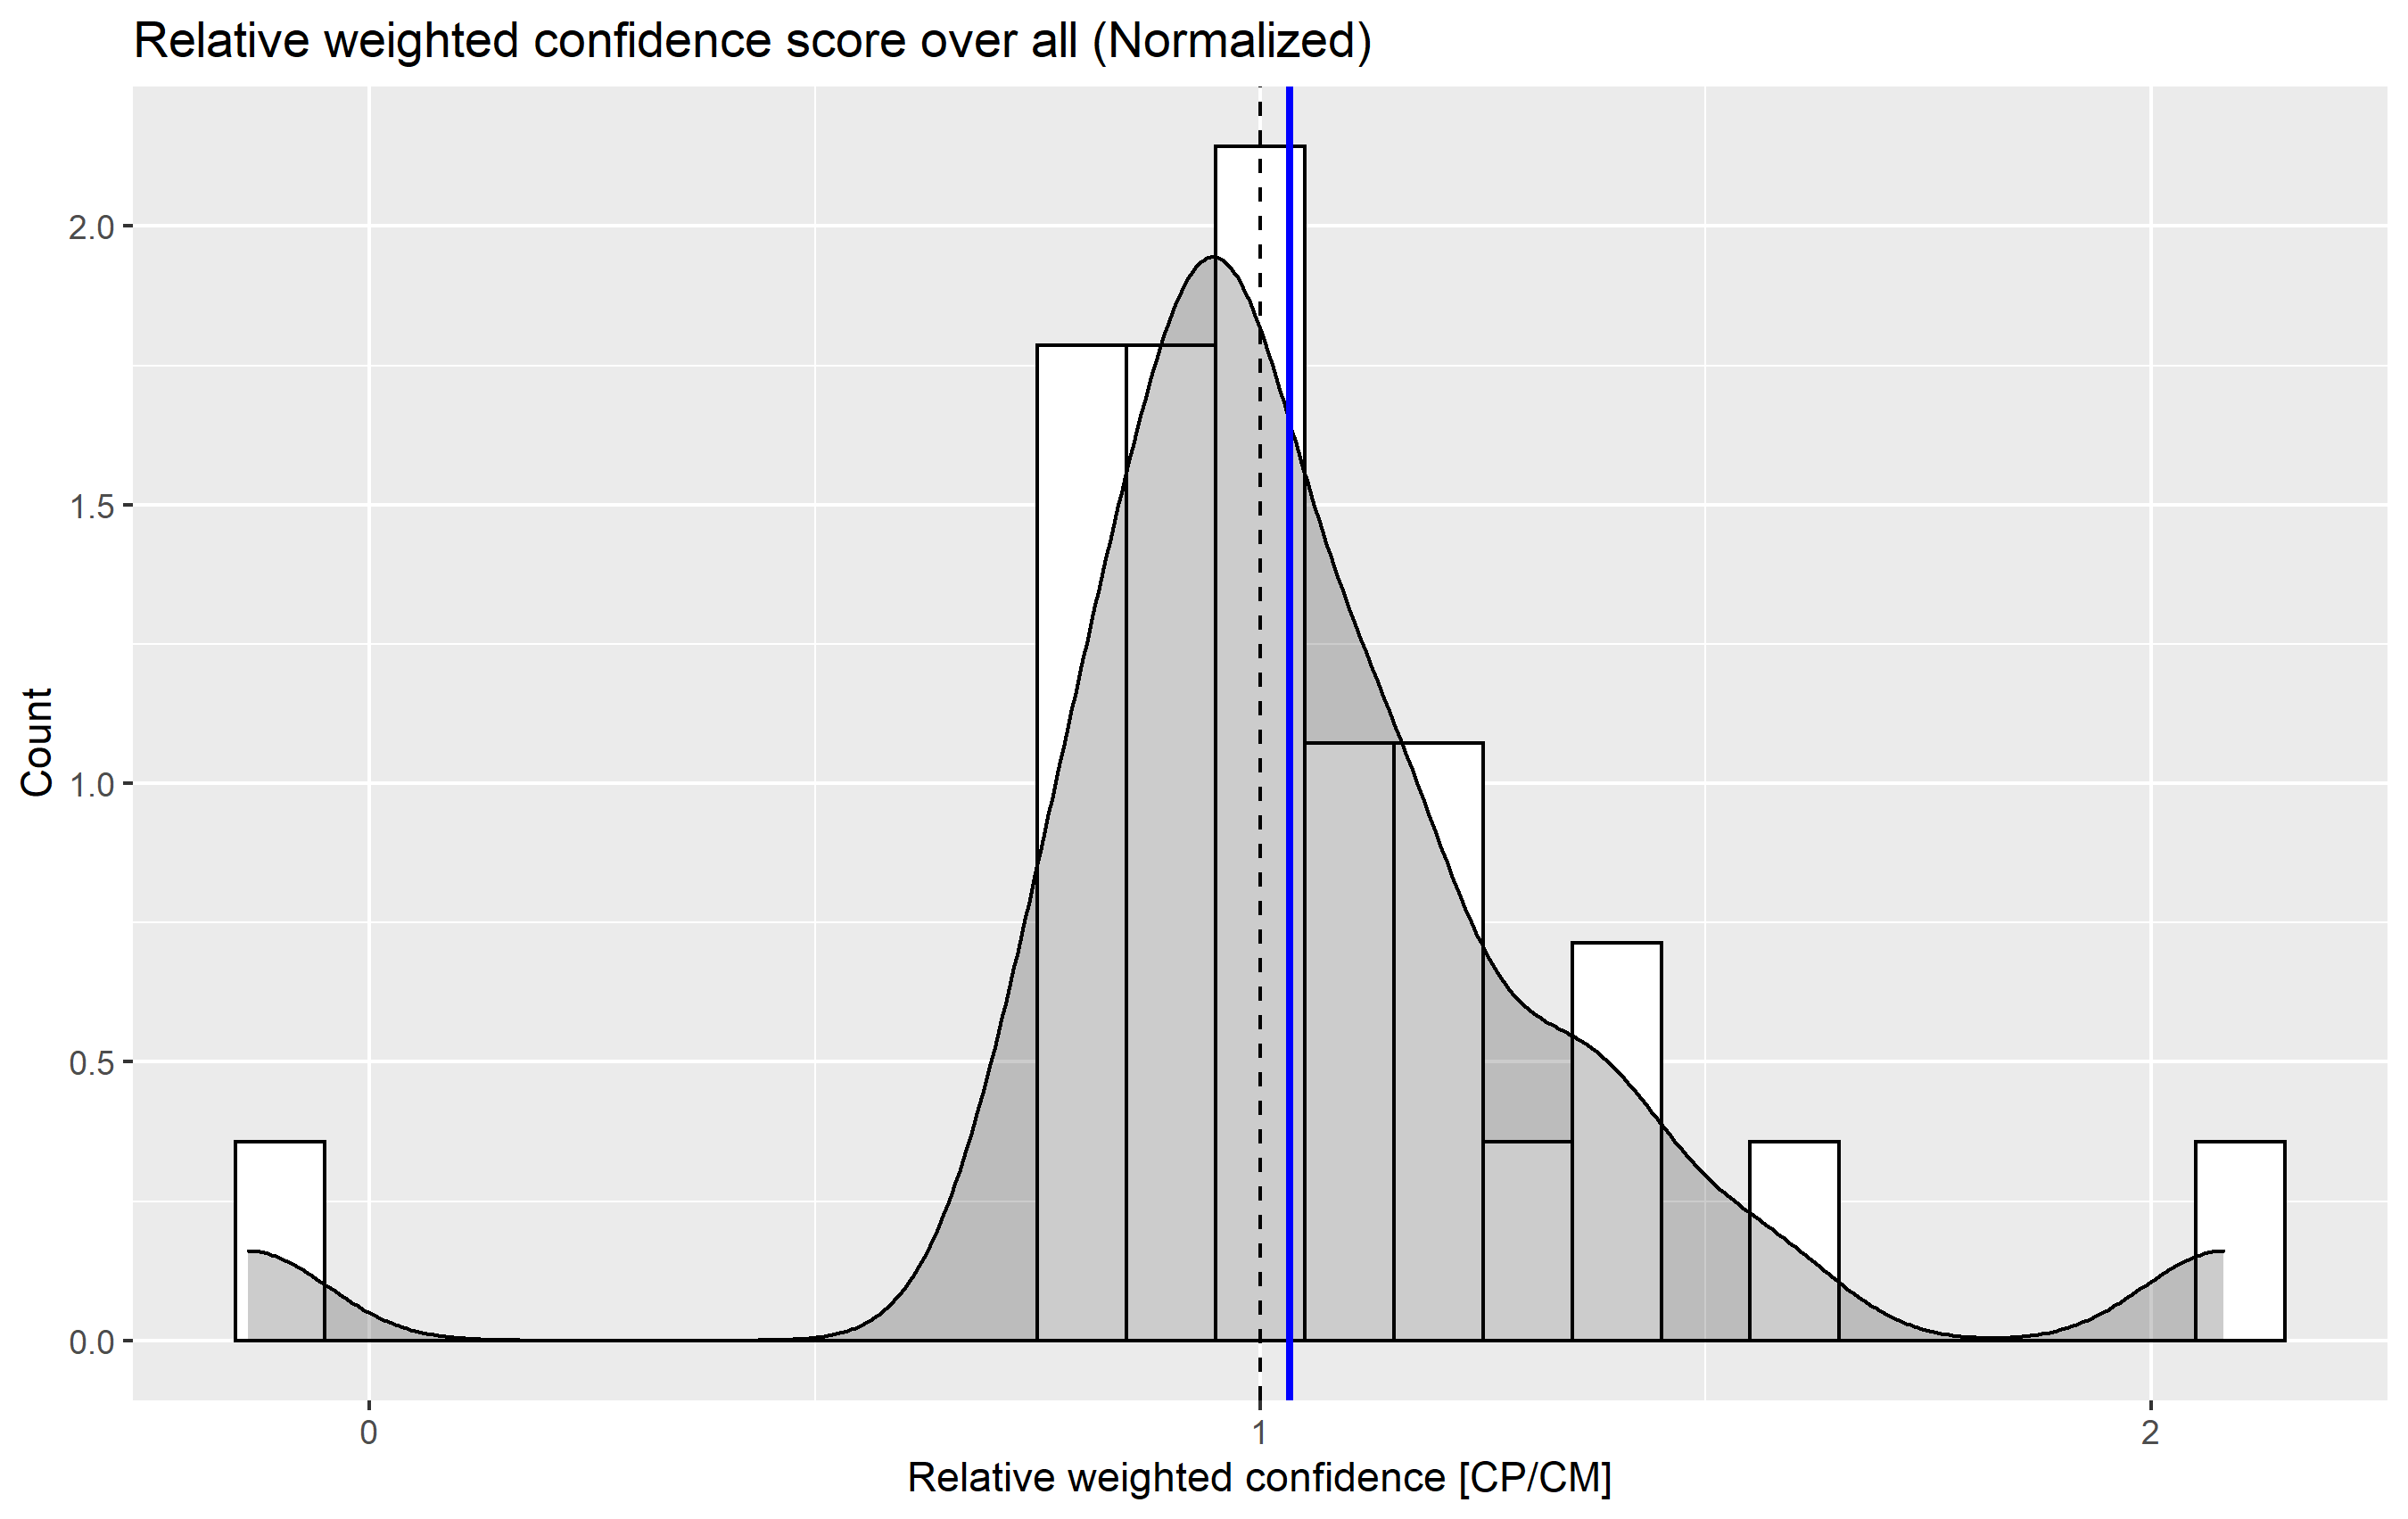 Relative weighted confidence score over all (Normalized)
Count
2.0
1.5
1.0
0.5
0.0
0 1 2
Relative weighted confidence [CP/CM]